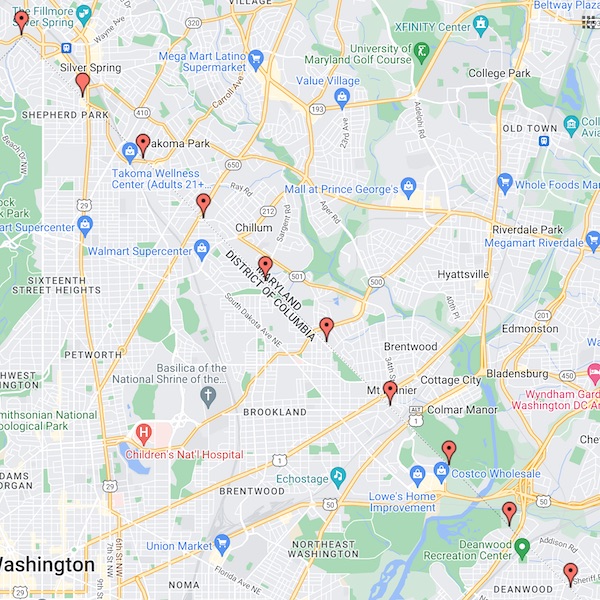 VILLAGE
Beltway Plaza
The Fillmore
Silver Spring
Wayne Ave
XFINITY Center
Mega Mart Latino
Supermarket
University of
Maryland Golf Course
Silver Spring
College Park
Value Village
Carroll Ave
410
193
Adelphi Rd
SHEPHERD PARK
23rd Ave
OLD TOWN
Takoma Park
650
Takoma Wellness
Center (Adults 21+...
Ray Rd
Mall at Prince George's
Whole Foods Mar
29
212
Ager Rd
Sargent Rd
Chillum
Riverdale Park
Megamart Riverdale
Walmart Supercenter
501
500
Hyattsville
MARYLAND
DISTRICT OF COLUMBIA
SIXTEENTH
STREET HEIGHTS
South Dakota Ave NE
40th Pl
Edmonston
PETWORTH
Brentwood
34th St
Bladensburg
Basilica of the
National Shrine of the...
Cottage City
Mt Rainier
Wyndham Garde
Washington DC A
BROOKLAND
ALT
1
Colmar Manor
Smithsonian National
Zoological Park
Children's Nat'l Hospital
1
Echostage
Costco Wholesale
Lowe's Home
Improvement
29
BRENTWOOD
50
50
NORTHEAST
WASHINGTON
Deanwood
Recreation Center
Addison Rd
Union Market
Washington
6th St NW
7th St NW
Florida Ave NE
NOMA
29
DEANWOOD
Sheriff